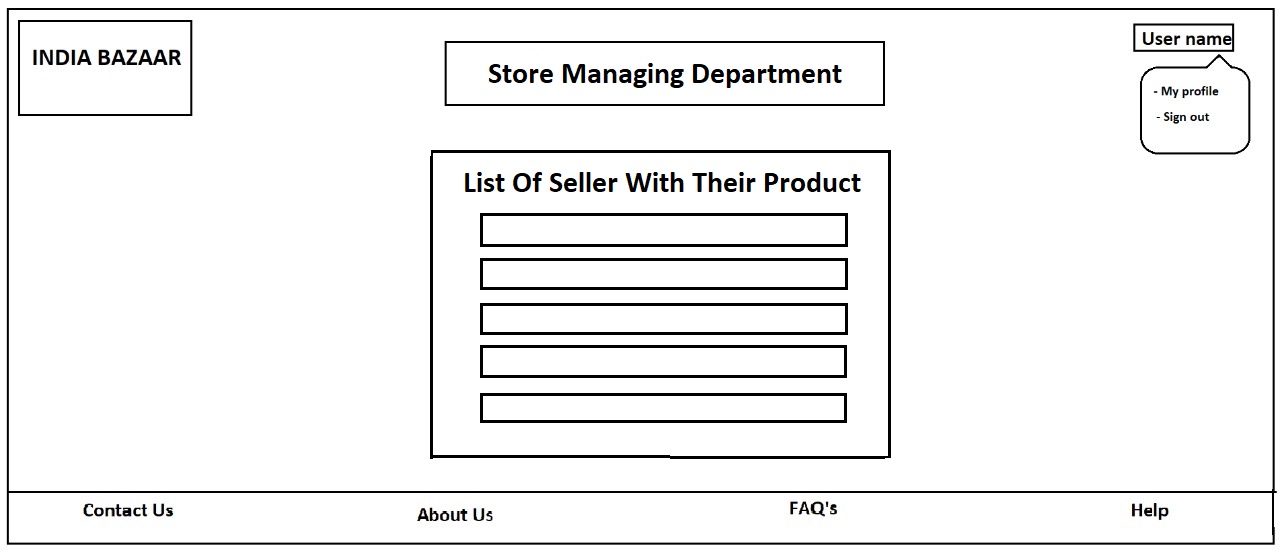 INDIA BAZAAR
Store Managing Department
User name
- My profile
- Sign out
List Of Seller With Their Product
Contact Us
About Us
FAQ's
Help